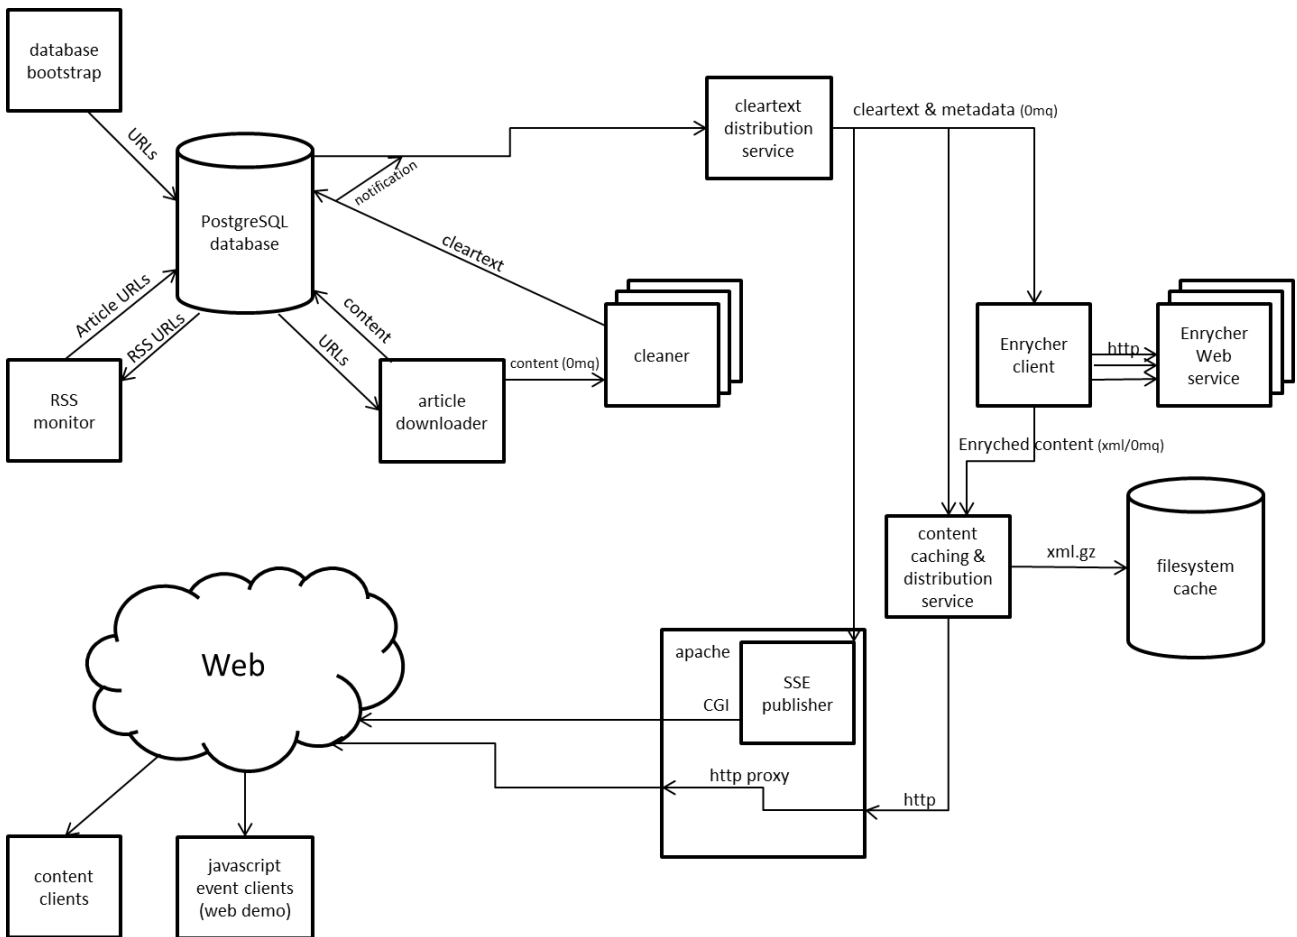 database
bootstrap
URLs
cleartext
distribution
service
cleartext & metadata (0mq)
notification
PostgreSQL
database
cleartext
Article URLs
RSS URLs
content
URLs
content (0mq)
cleaner
RSS
monitor
article
downloader
Enrycher
client
http
Enrycher
Web
service
Enryched content (xml/0mq)
content
caching &
distribution
service
xml.gz
filesystem
cache
Web
apache
SSE
publisher
CGI
http proxy
http
content
clients
javascript
event clients
(web demo)